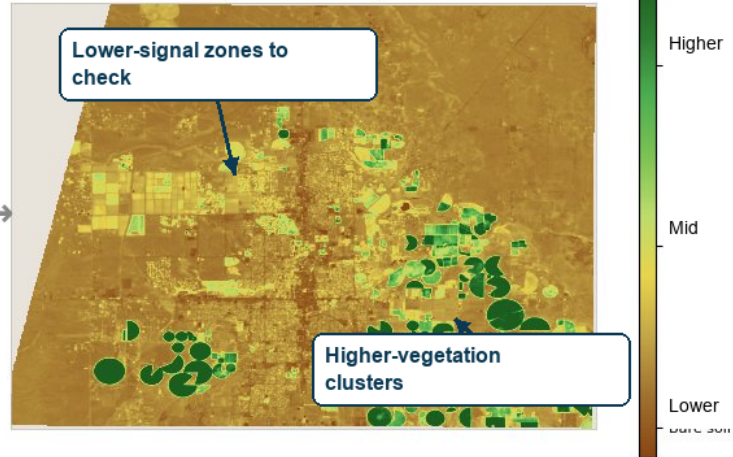 Lower-signal zones to
check
Higher
Mid
Higher-vegetation
clusters
Lower